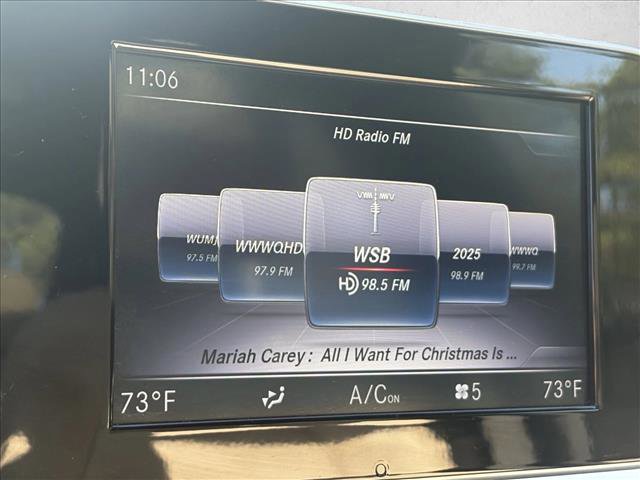 11:06
HD Radio FM
WUMJ
97.5 FM
WWWQHD
97.9 FM
WSB
HD 98.5 FM
2025
98.9 FM
WWWQ
99.7 FM
Mariah Carey : All I Want For Christmas Is ...
73°F A/C ON 5 73°F